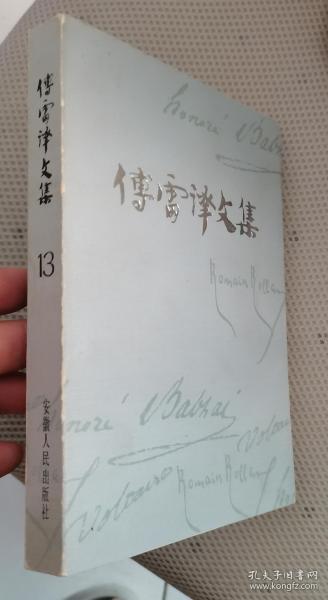 傅雷译文集
13
安徽人民出版社
Honoré de Balzac
傅雷译文集
Romain Rolland
Honoré de Balzac
Voltaire
Romain Rolland
Voltaire
孔夫子旧书网